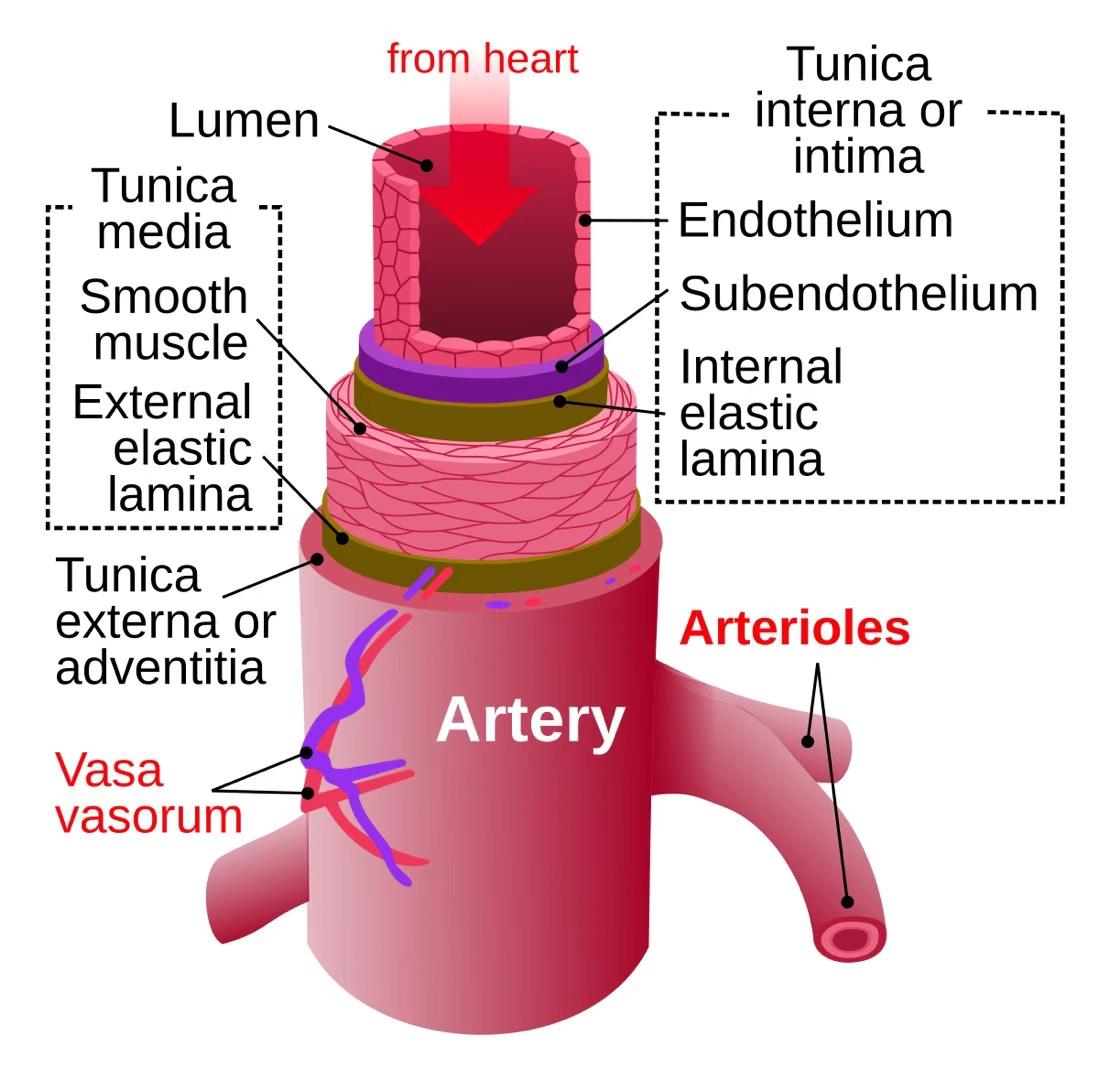 from heart
Lumen
Tunica
media
Smooth
muscle
External
elastic
lamina
Tunica
externa or
adventitia
Vasa
vasorum
Tunica
interna or
intima
Endothelium
Subendothelium
Internal
elastic
lamina
Arterioles
Artery